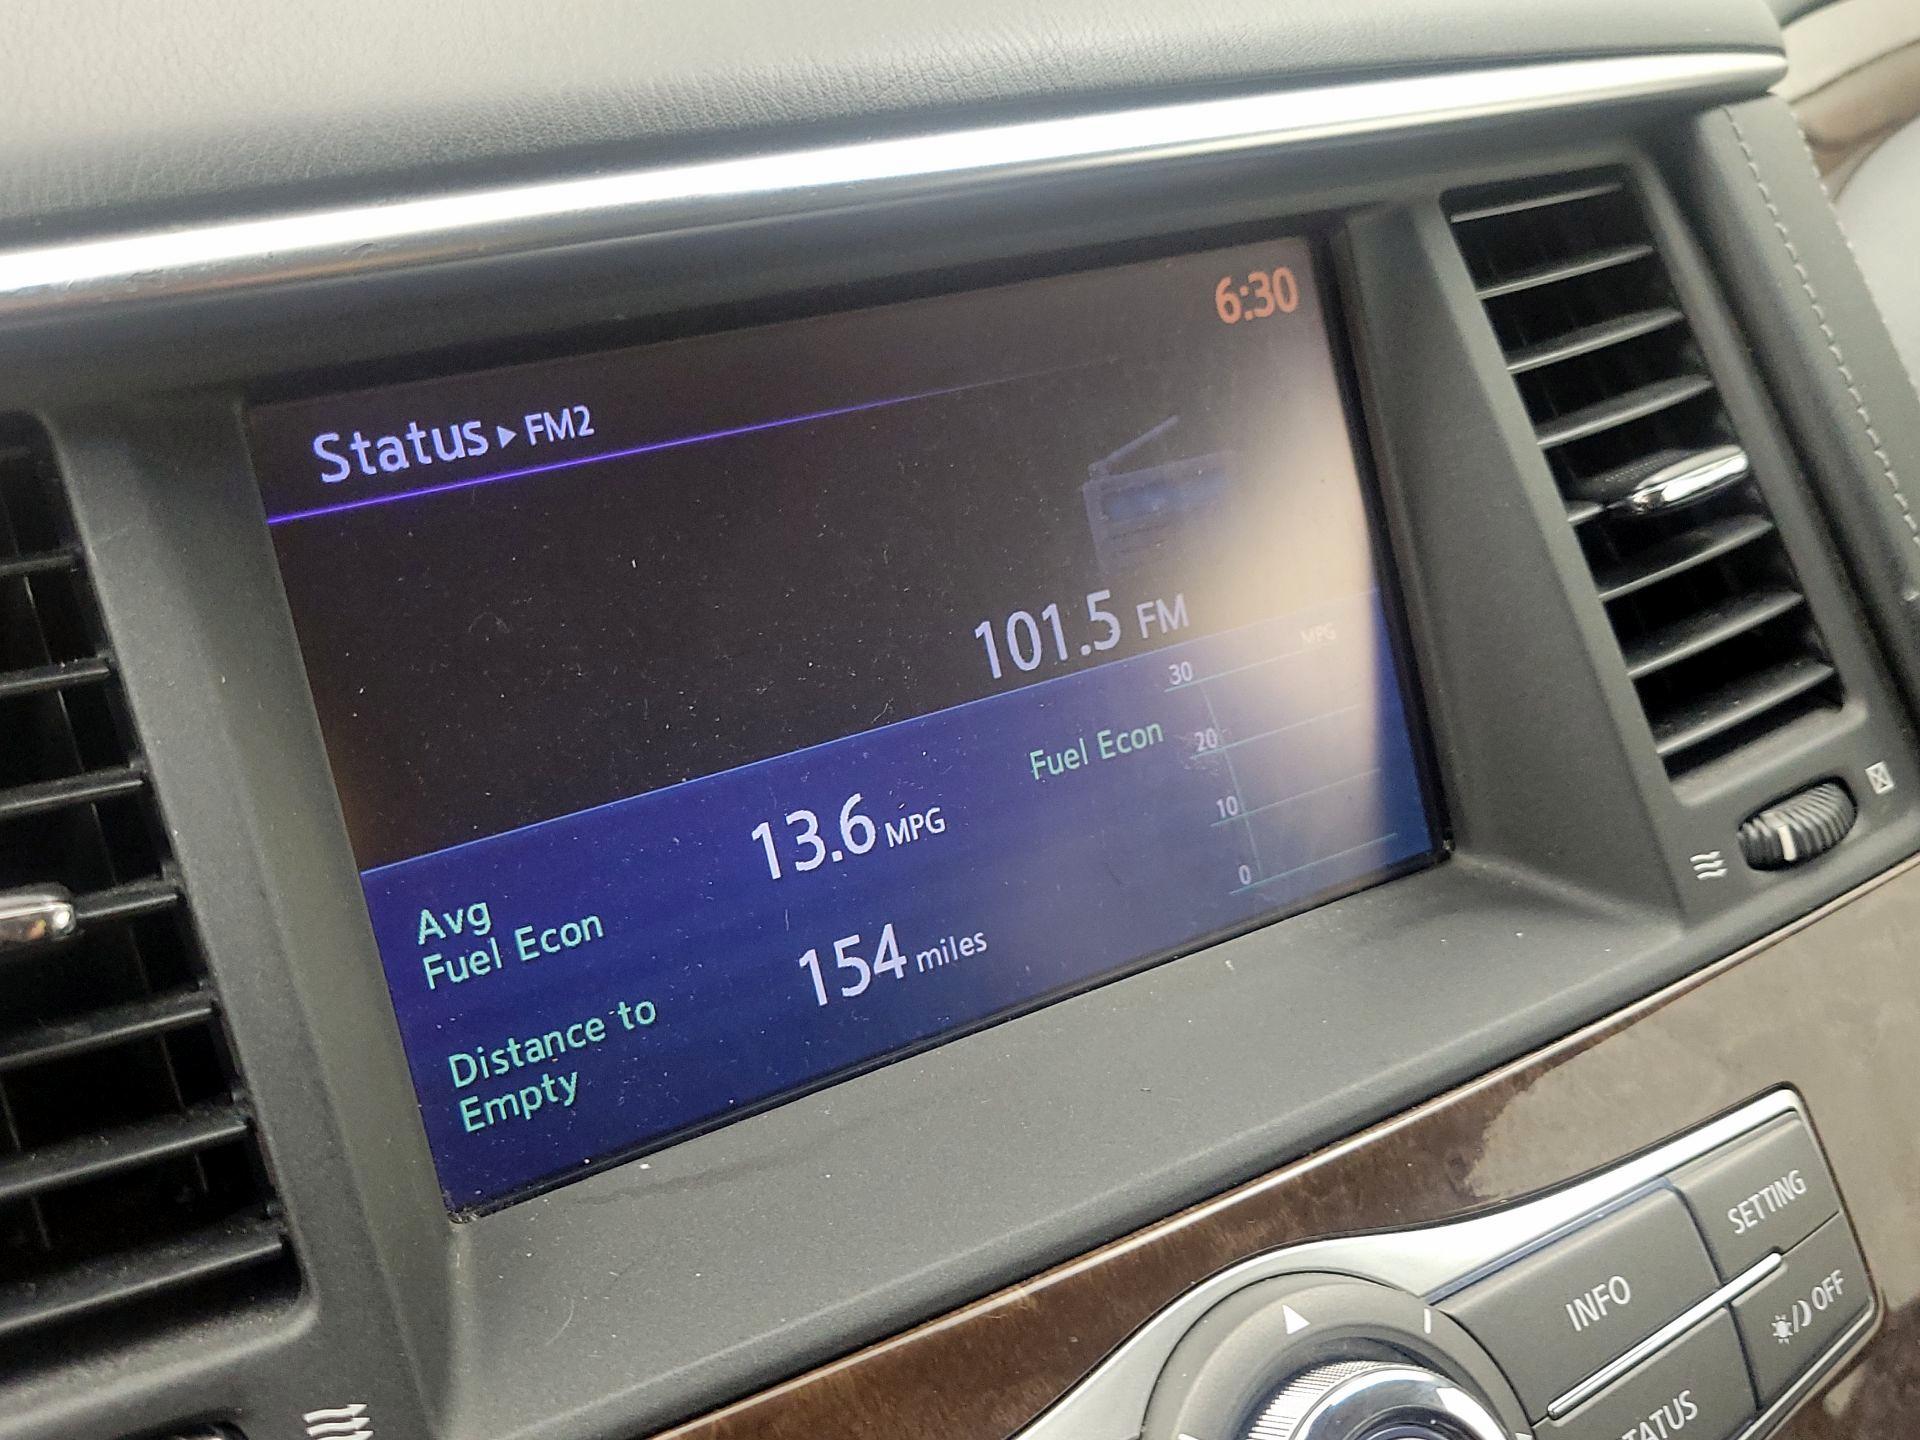 6:30
Status ▸ FM2
101.5 FM
MPG
30
Fuel Econ
20
10
0
13.6 MPG
Avg
Fuel Econ
154 miles
Distance to
Empty
SETTING
INFO
OFF
STATUS